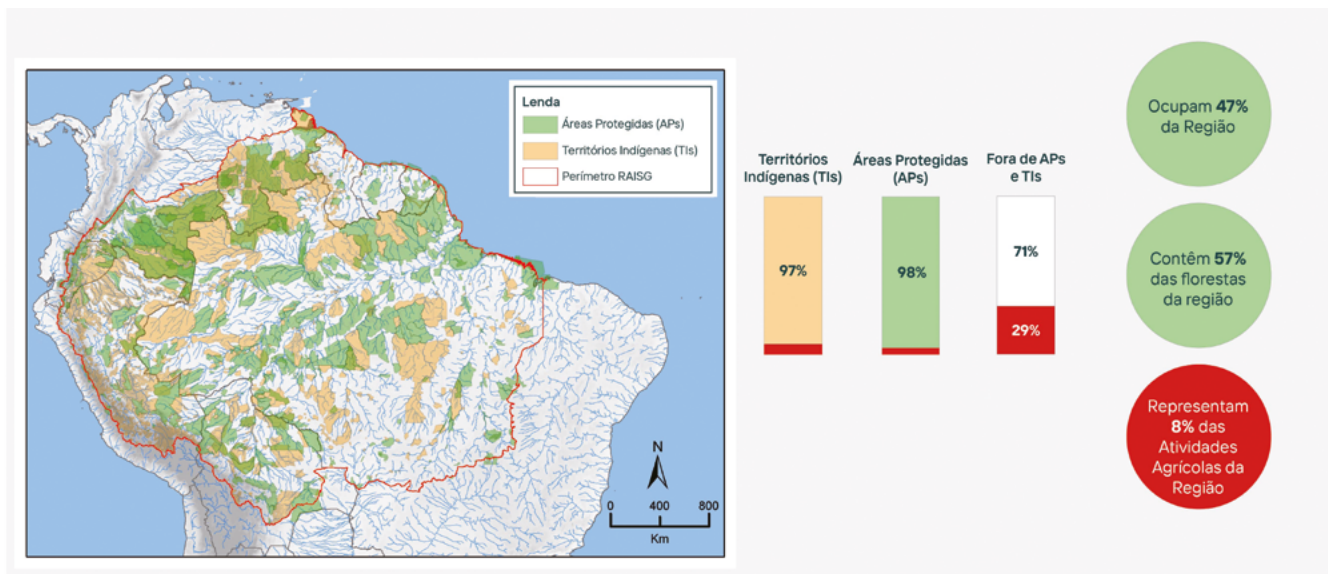 Lenda
Áreas Protegidas (APs)
Territórios Indígenas (TIs)
Perímetro RAISG
N
0 400 800
Km
Territórios
Indígenas (TIs)
97%
Áreas Protegidas
(APs)
98%
Fora de APs
e TIs
71%
29%
Ocupam 47%
da Região
Contêm 57%
das florestas
da região
Representam
8% das
Atividades
Agrícolas da
Região